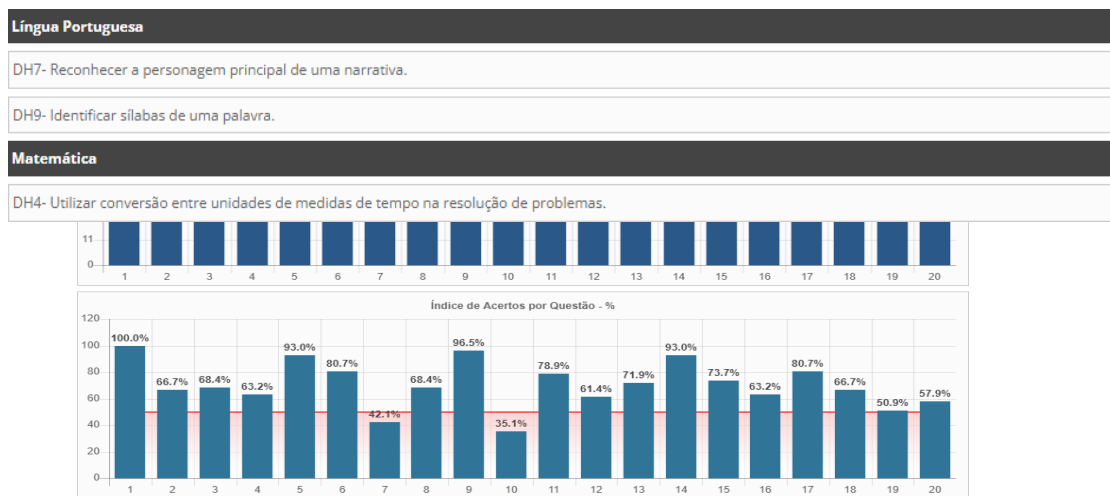 Língua Portuguesa
DH7- Reconhecer a personagem principal de uma narrativa.
DH9- Identificar sílabas de uma palavra.
Matemática
DH4- Utilizar conversão entre unidades de medidas de tempo na resolução de problemas.
11
0
1 2 3 4 5 6 7 8 9 10 11 12 13 14 15 16 17 18 19 20
Índice de Acertos por Questão - %
120
100
80
60
40
20
0
100.0% 66.7% 68.4% 63.2% 93.0% 80.7% 42.1% 68.4% 96.5% 35.1% 78.9% 61.4% 71.9% 93.0% 73.7% 63.2% 80.7% 66.7% 50.9% 57.9%
1 2 3 4 5 6 7 8 9 10 11 12 13 14 15 16 17 18 19 20